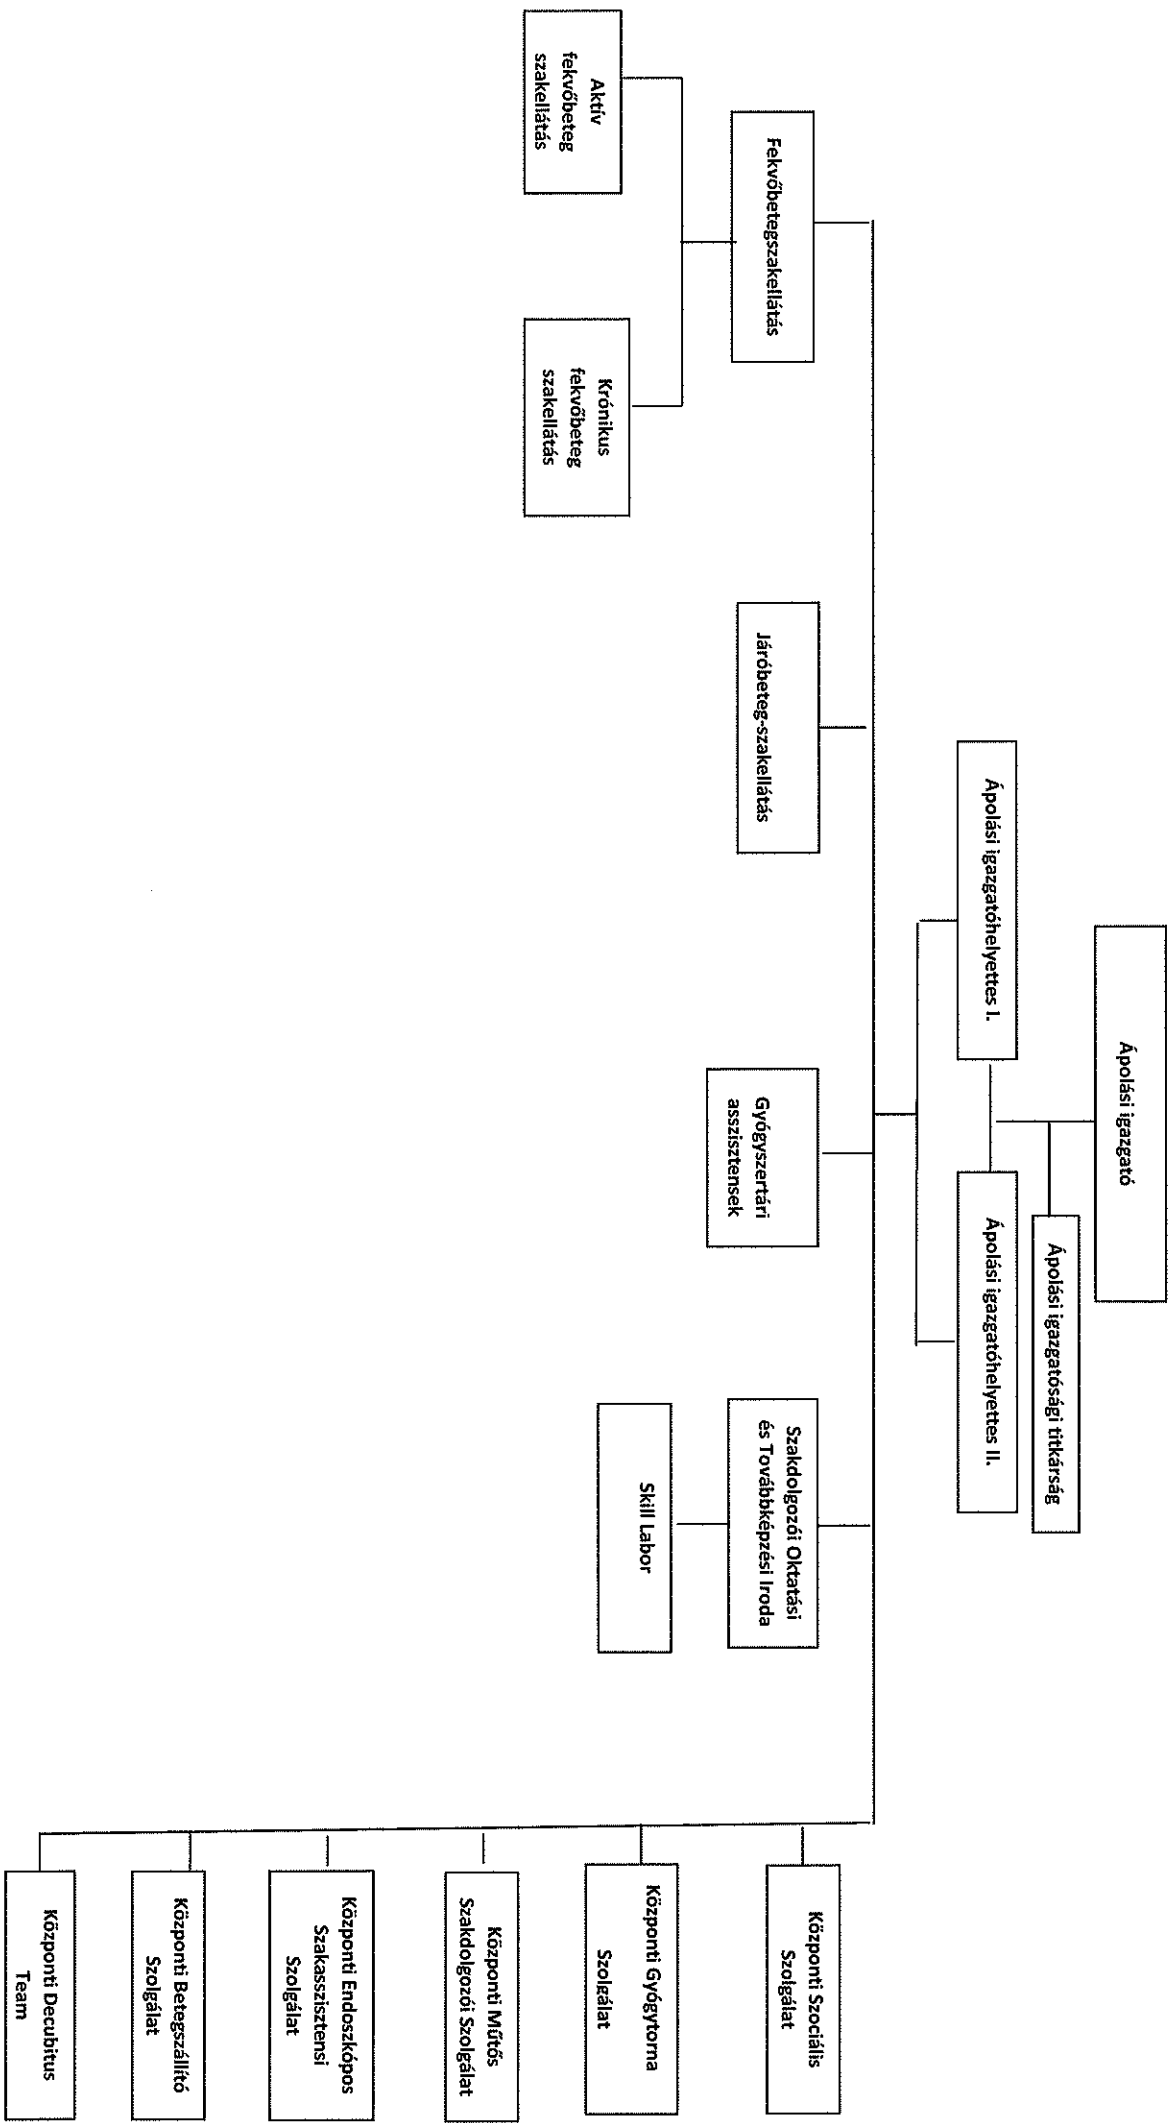 Ápolási igazgató
Ápolási igazgatósági titkárság
Ápolási igazgatóhelyettes I.
Ápolási igazgatóhelyettes II.
Fekvőbetegszakellátás
Járóbeteg-szakellátás
Gyógyszertári
asszisztensek
Szakdolgozói Oktatási
és Továbbképzési Iroda
Aktív
fekvőbeteg
szakellátás
Krónikus
fekvőbeteg
szakellátás
Skill Labor
Központi Szociális
Szolgálat
Központi Gyógytorna
Szolgálat
Központi Műtős
Szakdolgozói Szolgálat
Központi Endoszkópos
Szakasszisztensi
Szolgálat
Központi Betegszállító
Szolgálat
Központi Decubitus
Team